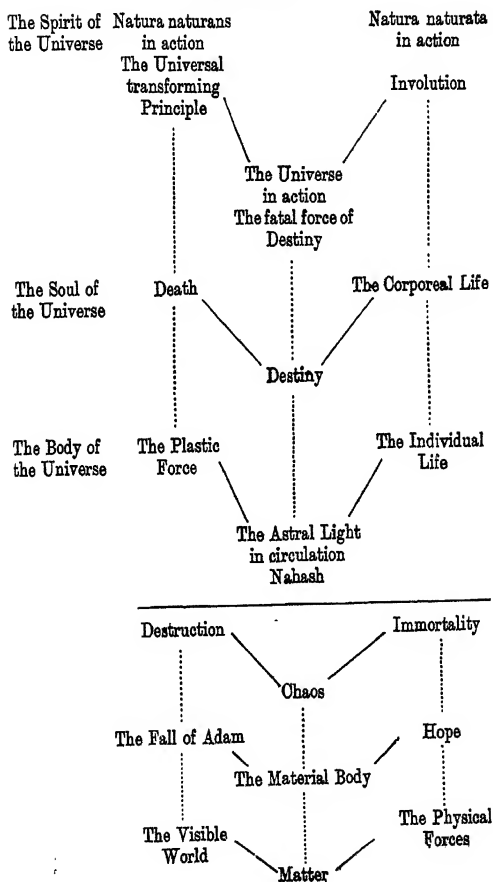 The Spirit of
the Universe
Natura naturans
in action
The Universal
transforming
Principle
Natura naturata
in action
Involution
The Universe
in action
The fatal force of
Destiny
The Soul of
the Universe
Death
The Corporeal Life
Destiny
The Body of
the Universe
The Plastic
Force
The Individual
Life
The Astral Light
in circulation
Nahash
Destruction
Immortality
Chaos
The Fall of Adam
Hope
The Material Body
The Visible
World
The Physical
Forces
Matter